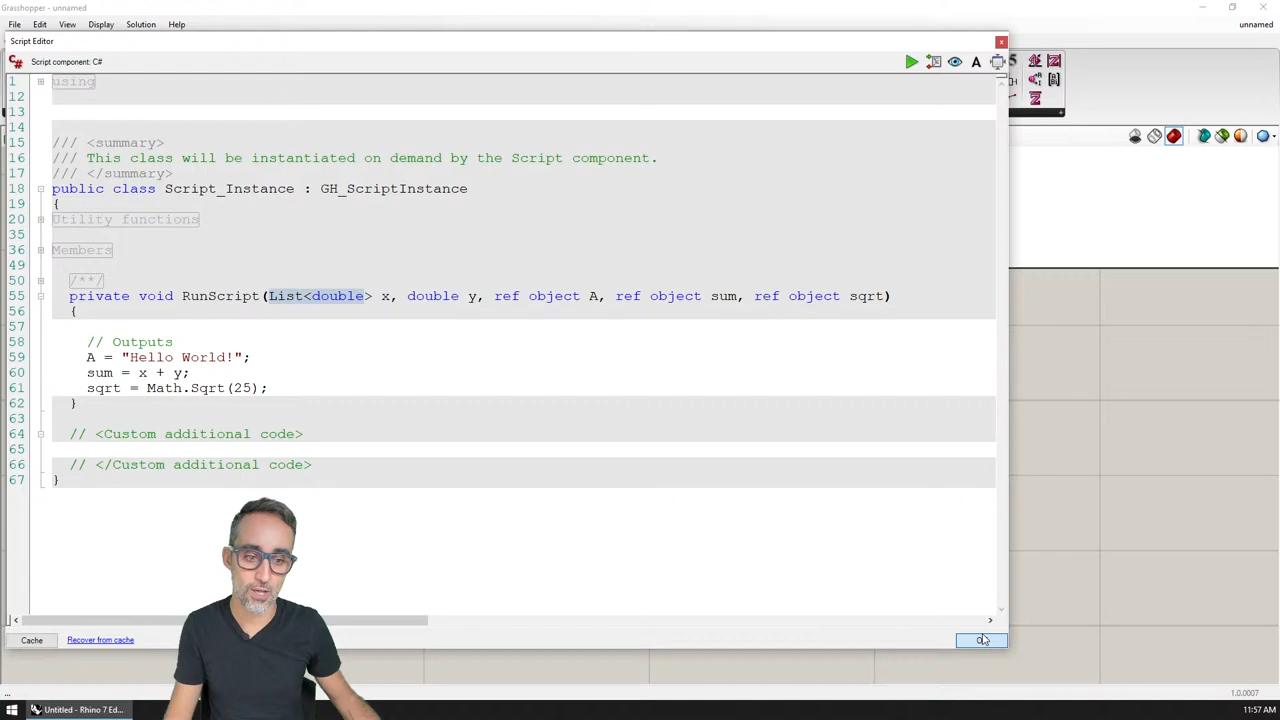 Grasshopper - unnamed
File Edit View Display Solution Help unnamed
Script Editor
C# Script component: C#
1 using
12
13
14
15 /// <summary>
16 /// This class will be instantiated on demand by the Script component.
17 /// </summary>
18 public class Script_Instance : GH_ScriptInstance
19 {
20 Utility functions
35
36 Members
49
50 /**/
55 private void RunScript(List<double> x, double y, ref object A, ref object sum, ref object sqrt)
56 {
57
58 // Outputs
59 A = "Hello World!";
60 sum = x + y;
61 sqrt = Math.Sqrt(25);
62 }
63
64 // <Custom additional code>
65
66 // </Custom additional code>
67 }
Cache Recover from cache
... 1.0.0007
Untitled - Rhino 7 Ed... 11:57 AM